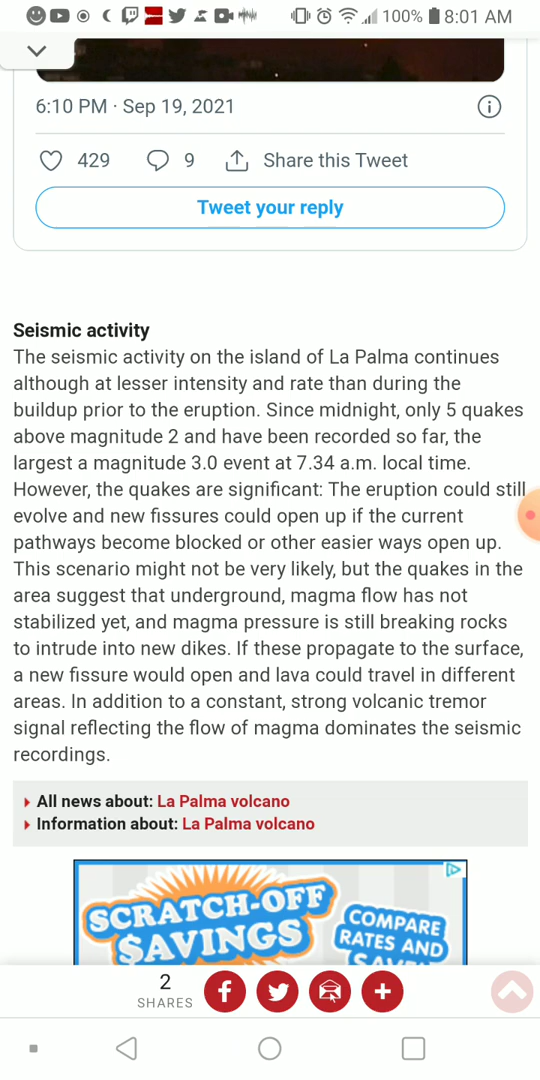 100% 8:01 AM
6:10 PM · Sep 19, 2021
429 9 Share this Tweet
Tweet your reply
Seismic activity
The seismic activity on the island of La Palma continues
although at lesser intensity and rate than during the
buildup prior to the eruption. Since midnight, only 5 quakes
above magnitude 2 and have been recorded so far, the
largest a magnitude 3.0 event at 7.34 a.m. local time.
However, the quakes are significant: The eruption could still
evolve and new fissures could open up if the current
pathways become blocked or other easier ways open up.
This scenario might not be very likely, but the quakes in the
area suggest that underground, magma flow has not
stabilized yet, and magma pressure is still breaking rocks
to intrude into new dikes. If these propagate to the surface,
a new fissure would open and lava could travel in different
areas. In addition to a constant, strong volcanic tremor
signal reflecting the flow of magma dominates the seismic
recordings.
All news about: La Palma volcano
Information about: La Palma volcano
SCRATCH-OFF
$AVINGS
COMPARE
RATES AND
2
SHARES